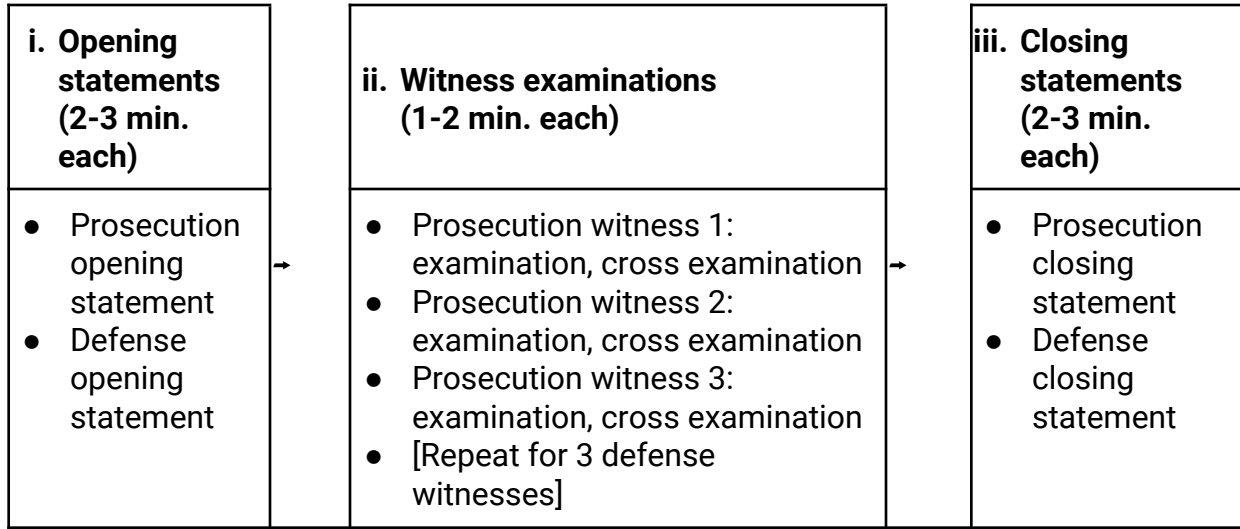 i. Opening
statements
(2-3 min.
each)
● Prosecution
opening
statement
● Defense
opening
statement
➞
ii. Witness examinations
(1-2 min. each)
● Prosecution witness 1:
examination, cross examination
● Prosecution witness 2:
examination, cross examination
● Prosecution witness 3:
examination, cross examination
● [Repeat for 3 defense
witnesses]
➞
iii. Closing
statements
(2-3 min.
each)
● Prosecution
closing
statement
● Defense
closing
statement